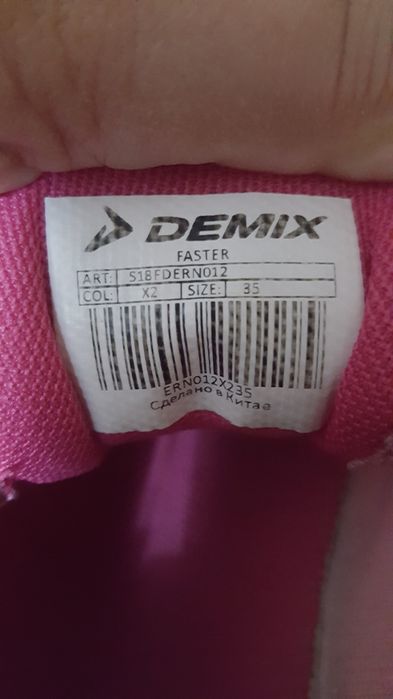 DEMIX
FASTER
ART: S18FDERN012
COL: X2 SIZE: 35
ERN012X235
Сделано в Китае